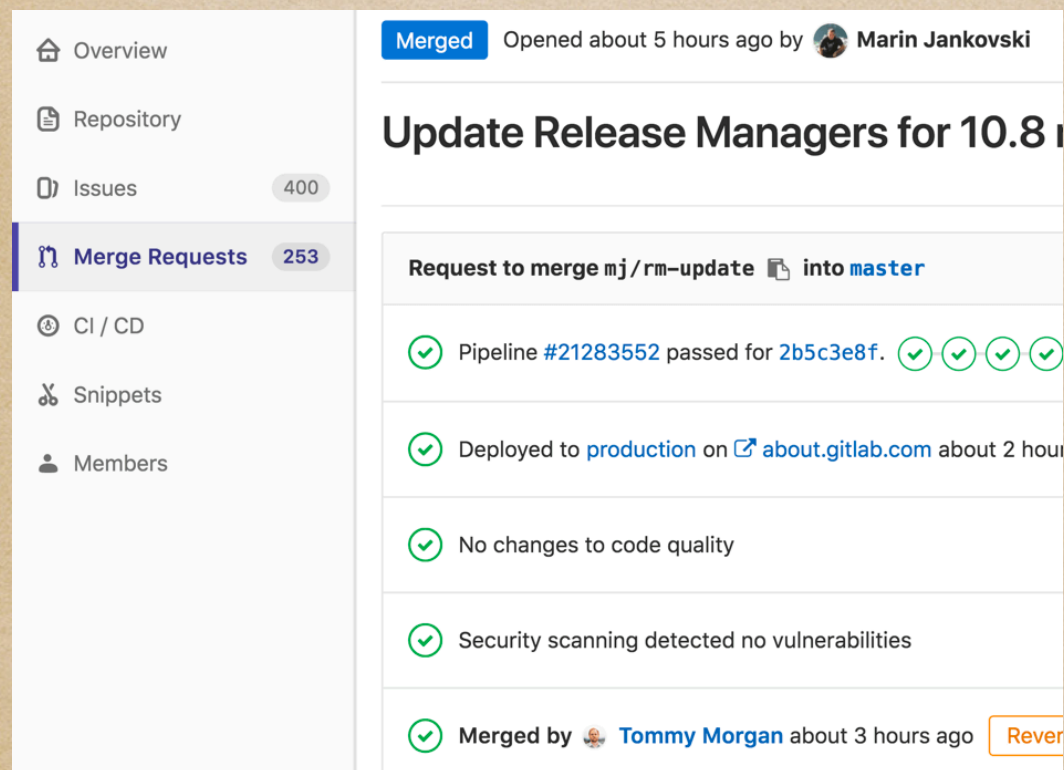 Overview
Repository
Issues 400
Merge Requests 253
CI / CD
Snippets
Members
Merged Opened about 5 hours ago by Marin Jankovski
Update Release Managers for 10.8
Request to merge mj/rm-update into master
Pipeline #21283552 passed for 2b5c3e8f.
Deployed to production on about.gitlab.com about 2 hour
No changes to code quality
Security scanning detected no vulnerabilities
Merged by Tommy Morgan about 3 hours ago Rever